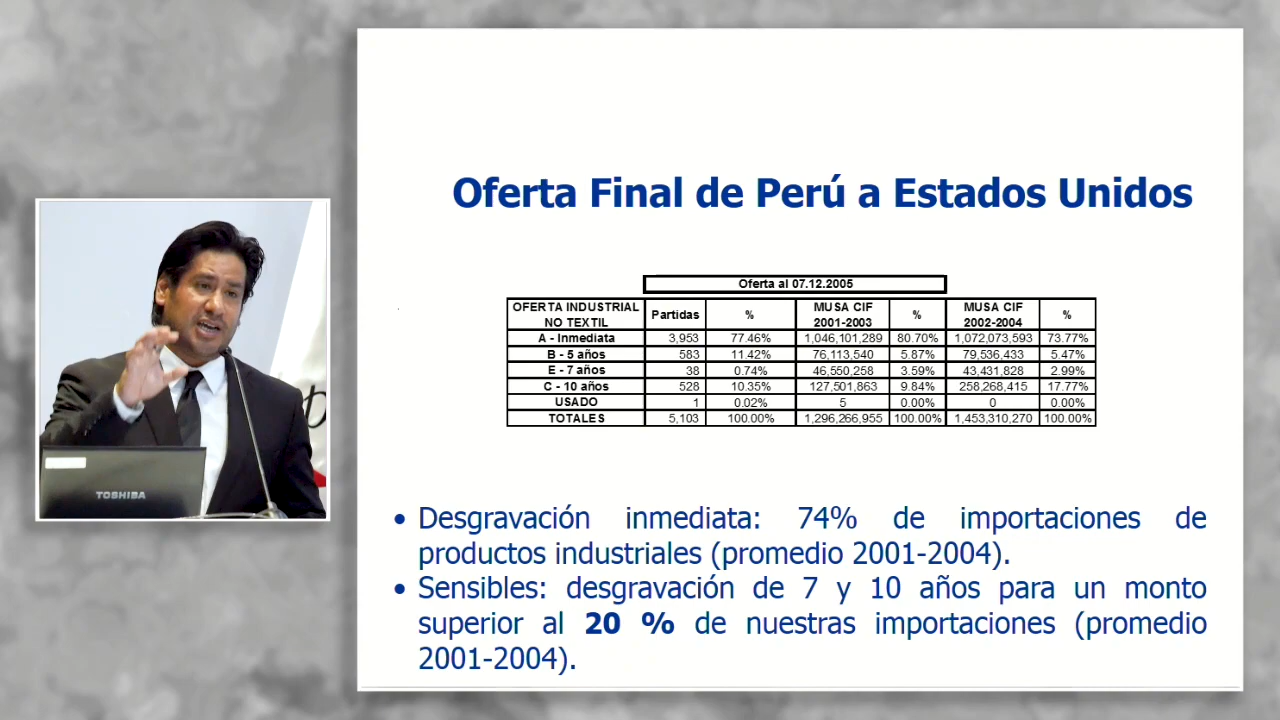 Oferta Final de Perú a Estados Unidos
Oferta al 07.12.2005
OFERTA INDUSTRIAL NO TEXTIL Partidas % MUSA CIF 2001-2003 % MUSA CIF 2002-2004 %
A - Inmediata 3,953 77.46% 1,046,101,289 80.70% 1,072,073,593 73.77%
B - 5 años 583 11.42% 76,113,540 5.87% 79,536,433 5.47%
E - 7 años 38 0.74% 46,550,258 3.59% 43,431,828 2.99%
C - 10 años 528 10.35% 127,501,863 9.84% 258,268,415 17.77%
USADO 1 0.02% 5 0.00% 0 0.00%
TOTALES 5,103 100.00% 1,296,266,955 100.00% 1,453,310,270 100.00%
• Desgravación inmediata: 74% de importaciones de
productos industriales (promedio 2001-2004).
• Sensibles: desgravación de 7 y 10 años para un monto
superior al 20 % de nuestras importaciones (promedio
2001-2004).
TOSHIBA